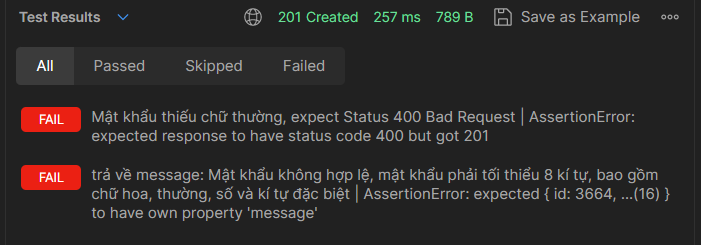 Test Results 201 Created 257 ms 789 B Save as Example
All Passed Skipped Failed
FAIL Mật khẩu thiếu chữ thường, expect Status 400 Bad Request | AssertionError:
expected response to have status code 400 but got 201
FAIL trả về message: Mật khẩu không hợp lệ, mật khẩu phải tối thiểu 8 kí tự, bao gồm
chữ hoa, thường, số và kí tự đặc biệt | AssertionError: expected { id: 3664, …(16) }
to have own property 'message'